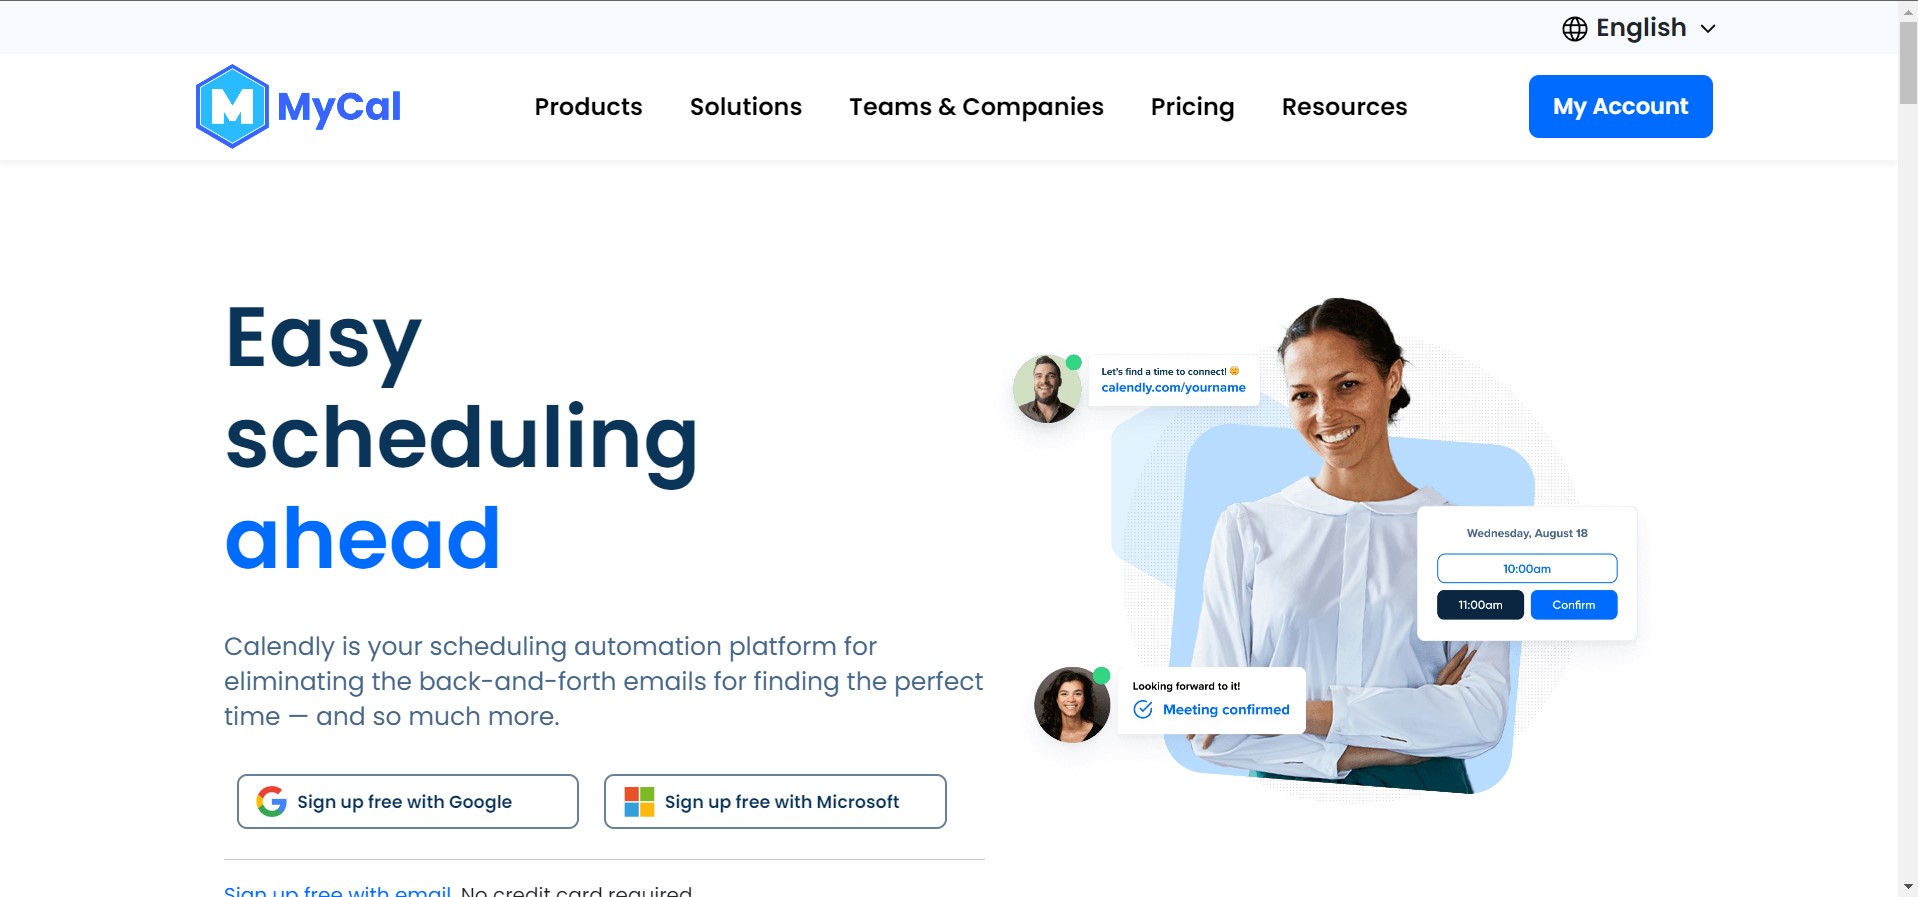 English
M MyCal
Products
Solutions
Teams & Companies
Pricing
Resources
My Account
Easy
scheduling
ahead
Calendly is your scheduling automation platform for
eliminating the back-and-forth emails for finding the perfect
time — and so much more.
Sign up free with Google
Sign up free with Microsoft
Sign up free with email. No credit card required
Let's find a time to connect! 😊
calendly.com/yourname
Wednesday, August 18
10:00am
11:00am
Confirm
Looking forward to it!
Meeting confirmed